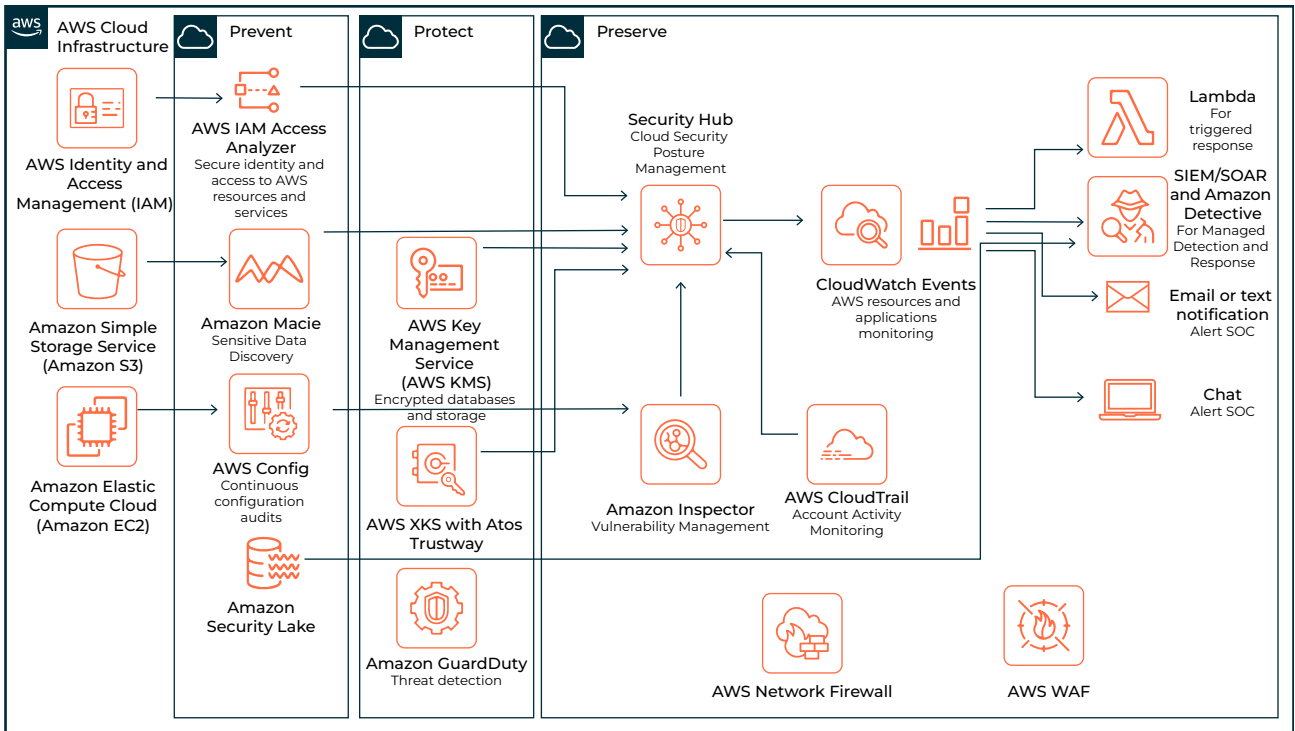 aws
AWS Cloud
Infrastructure
AWS Identity and
Access
Management (IAM)
Amazon Simple
Storage Service
(Amazon S3)
Amazon Elastic
Compute Cloud
(Amazon EC2)
Prevent
AWS IAM Access
Analyzer
Secure identity and
access to AWS
resources and
services
Amazon Macie
Sensitive Data
Discovery
AWS Config
Continuous
configuration
audits
Amazon
Security Lake
Protect
AWS Key
Management
Service
(AWS KMS)
Encrypted databases
and storage
AWS XKS with Atos
Trustway
Amazon GuardDuty
Threat detection
Preserve
Security Hub
Cloud Security
Posture
Management
CloudWatch Events
AWS resources and
applications
monitoring
Amazon Inspector
Vulnerability Management
AWS CloudTrail
Account Activity
Monitoring
AWS Network Firewall
AWS WAF
Lambda
For
triggered
response
SIEM/SOAR
and Amazon
Detective
For Managed
Detection and
Response
Email or text
notification
Alert SOC
Chat
Alert SOC